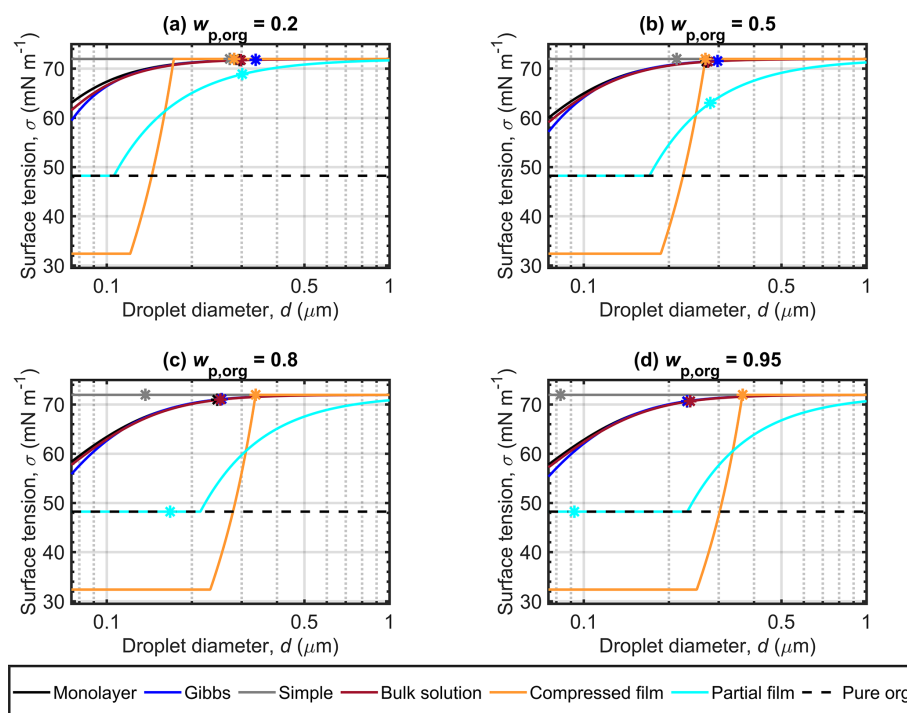 (a) w_p,org = 0.2
Surface tension, σ (mN m⁻¹)
70
60
50
40
30
0.1 0.5 1
Droplet diameter, d (μm)
(b) w_p,org = 0.5
Surface tension, σ (mN m⁻¹)
70
60
50
40
30
0.1 0.5 1
Droplet diameter, d (μm)
(c) w_p,org = 0.8
Surface tension, σ (mN m⁻¹)
70
60
50
40
30
0.1 0.5 1
Droplet diameter, d (μm)
(d) w_p,org = 0.95
Surface tension, σ (mN m⁻¹)
70
60
50
40
30
0.1 0.5 1
Droplet diameter, d (μm)
Monolayer Gibbs Simple Bulk solution Compressed film Partial film Pure org